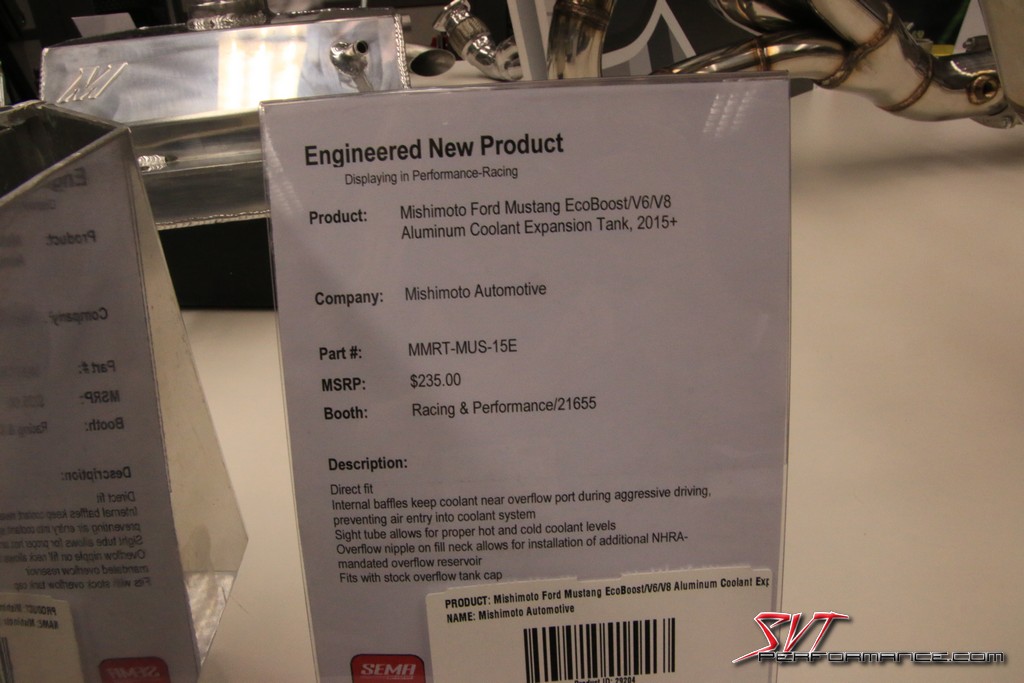 Engineered New Product
Displaying in Performance-Racing
Product: Mishimoto Ford Mustang EcoBoost/V6/V8
Aluminum Coolant Expansion Tank, 2015+
Company: Mishimoto Automotive
Part #: MMRT-MUS-15E
MSRP: $235.00
Booth: Racing & Performance/21655
Description:
Direct fit
Internal baffles keep coolant near overflow port during aggressive driving,
preventing air entry into coolant system
Sight tube allows for proper hot and cold coolant levels
Overflow nipple on fill neck allows for installation of additional NHRA-
mandated overflow reservoir
Fits with stock overflow tank cap
PRODUCT: Mishimoto Ford Mustang EcoBoost/V6/V8 Aluminum Coolant Exp
NAME: Mishimoto Automotive
Product ID: 29204
SEMA
SVT
PERFORMANCE.COM